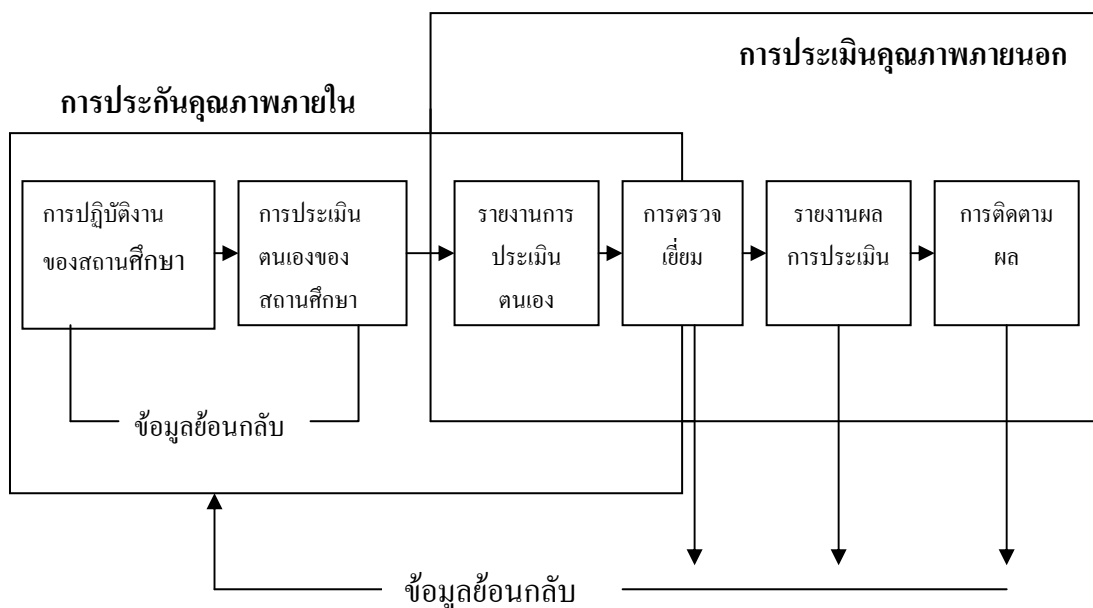 การประเมินคุณภาพภายนอก
การประกันคุณภาพภายใน
การปฏิบัติงาน
ของสถานศึกษา
การประเมิน
ตนเองของ
สถานศึกษา
รายงานการ
ประเมิน
ตนเอง
การตรวจ
เยี่ยม
รายงานผล
การประเมิน
การติดตาม
ผล
ข้อมูลย้อนกลับ
ข้อมูลย้อนกลับ